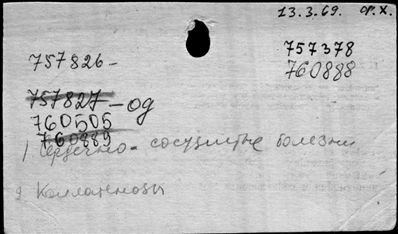 13.3.69. ор.х.
757378
757826-
760888
757827-од
760505
760889
1) Сердечно-сосудистые болезни
2 Коллагенозы